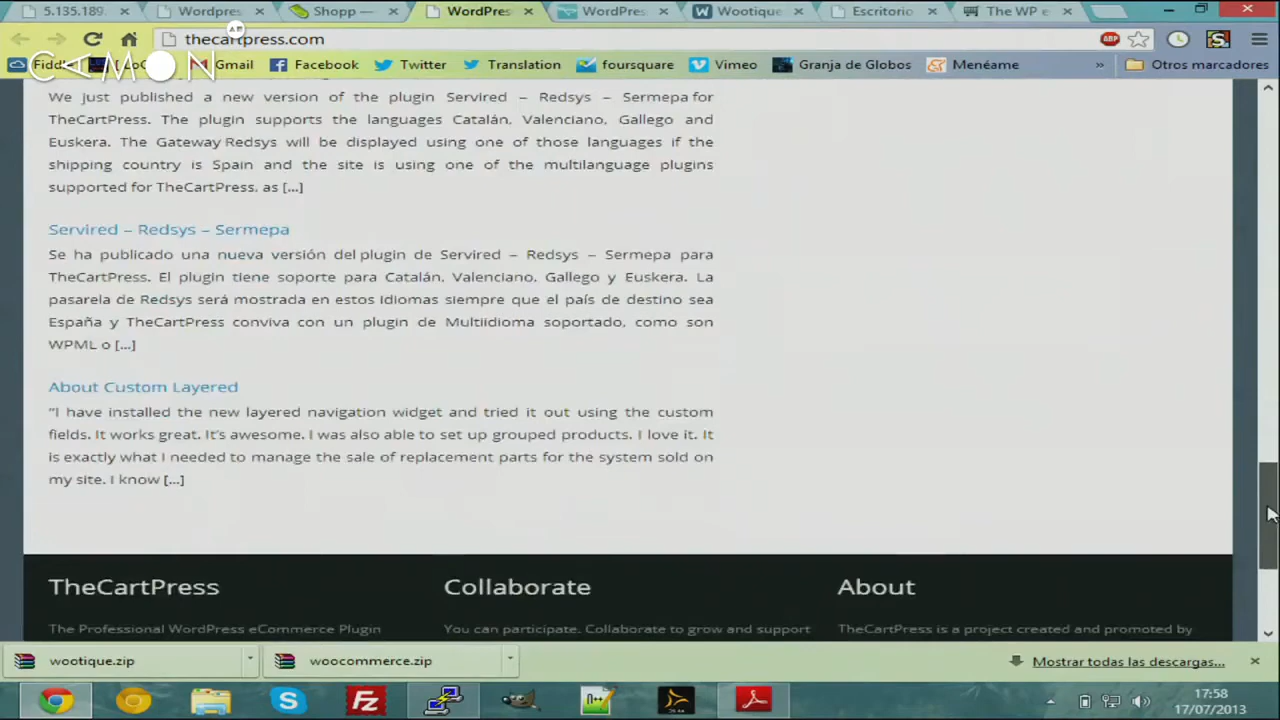 5.135.189.
Wordpres
Shopp —
WordPres
WordPres
Wootique
Escritorio
The WP e
thecartpress.com
ABP
CAMON
Gmail
Facebook
Twitter
Translation
foursquare
Vimeo
Granja de Globos
Menéame
»
Otros marcadores
We just published a new version of the plugin Servired – Redsys – Sermepa for
TheCartPress. The plugin supports the languages Catalán, Valenciano, Gallego and
Euskera. The Gateway Redsys will be displayed using one of those languages if the
shipping country is Spain and the site is using one of the multilanguage plugins
supported for TheCartPress. as [...]
Servired – Redsys – Sermepa
Se ha publicado una nueva versión del plugin de Servired – Redsys – Sermepa para
TheCartPress. El plugin tiene soporte para Catalán, Valenciano, Gallego y Euskera. La
pasarela de Redsys será mostrada en estos Idiomas siempre que el país de destino sea
España y TheCartPress conviva con un plugin de Multiidioma soportado, como son
WPML o [...]
About Custom Layered
“I have installed the new layered navigation widget and tried it out using the custom
fields. It works great. It’s awesome. I was also able to set up grouped products. I love it. It
is exactly what I needed to manage the sale of replacement parts for the system sold on
my site. I know [...]
TheCartPress
Collaborate
About
The Professional WordPress eCommerce Plugin
You can participate. Collaborate to grow and support
TheCartPress is a project created and promoted by
wootique.zip
woocommerce.zip
Mostrar todas las descargas...
17:58
17/07/2013